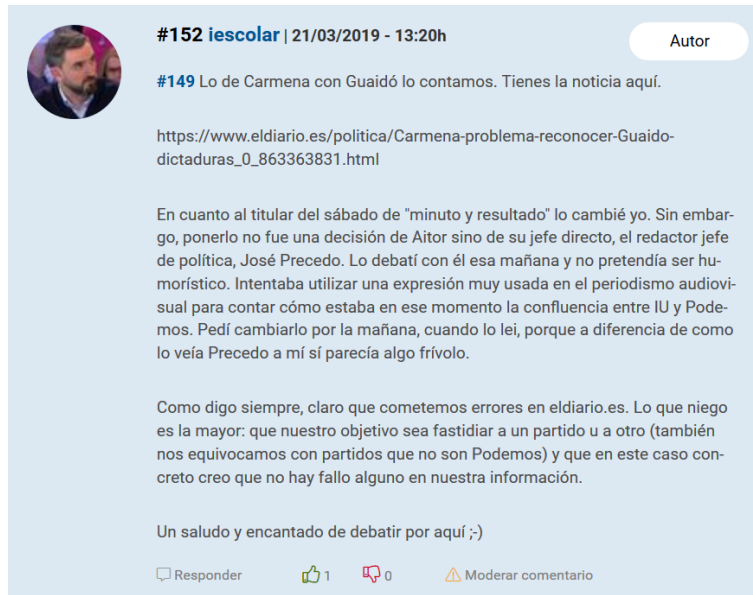 #152 iescolar | 21/03/2019 - 13:20h
Autor
#149 Lo de Carmena con Guaidó lo contamos. Tienes la noticia aquí.
https://www.eldiario.es/politica/Carmena-problema-reconocer-Guaido-
dictaduras_0_863363831.html
En cuanto al titular del sábado de "minuto y resultado" lo cambié yo. Sin embar-
go, ponerlo no fue una decisión de Aitor sino de su jefe directo, el redactor jefe
de política, José Precedo. Lo debatí con él esa mañana y no pretendía ser hu-
morístico. Intentaba utilizar una expresión muy usada en el periodismo audiovi-
sual para contar cómo estaba en ese momento la confluencia entre IU y Pode-
mos. Pedí cambiarlo por la mañana, cuando lo lei, porque a diferencia de como
lo veía Precedo a mí sí parecía algo frívolo.
Como digo siempre, claro que cometemos errores en eldiario.es. Lo que niego
es la mayor: que nuestro objetivo sea fastidiar a un partido u a otro (también
nos equivocamos con partidos que no son Podemos) y que en este caso con-
creto creo que no hay fallo alguno en nuestra información.
Un saludo y encantado de debatir por aquí ;-)
Responder 1 0 Moderar comentario